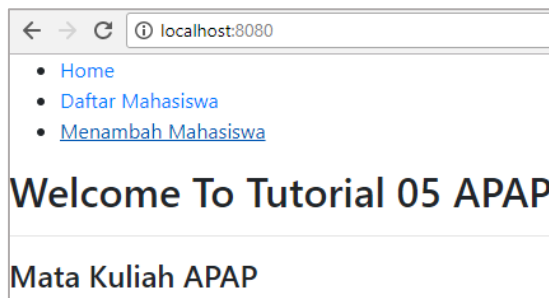 localhost:8080
Home
Daftar Mahasiswa
Menambah Mahasiswa
Welcome To Tutorial 05 APAP
Mata Kuliah APAP